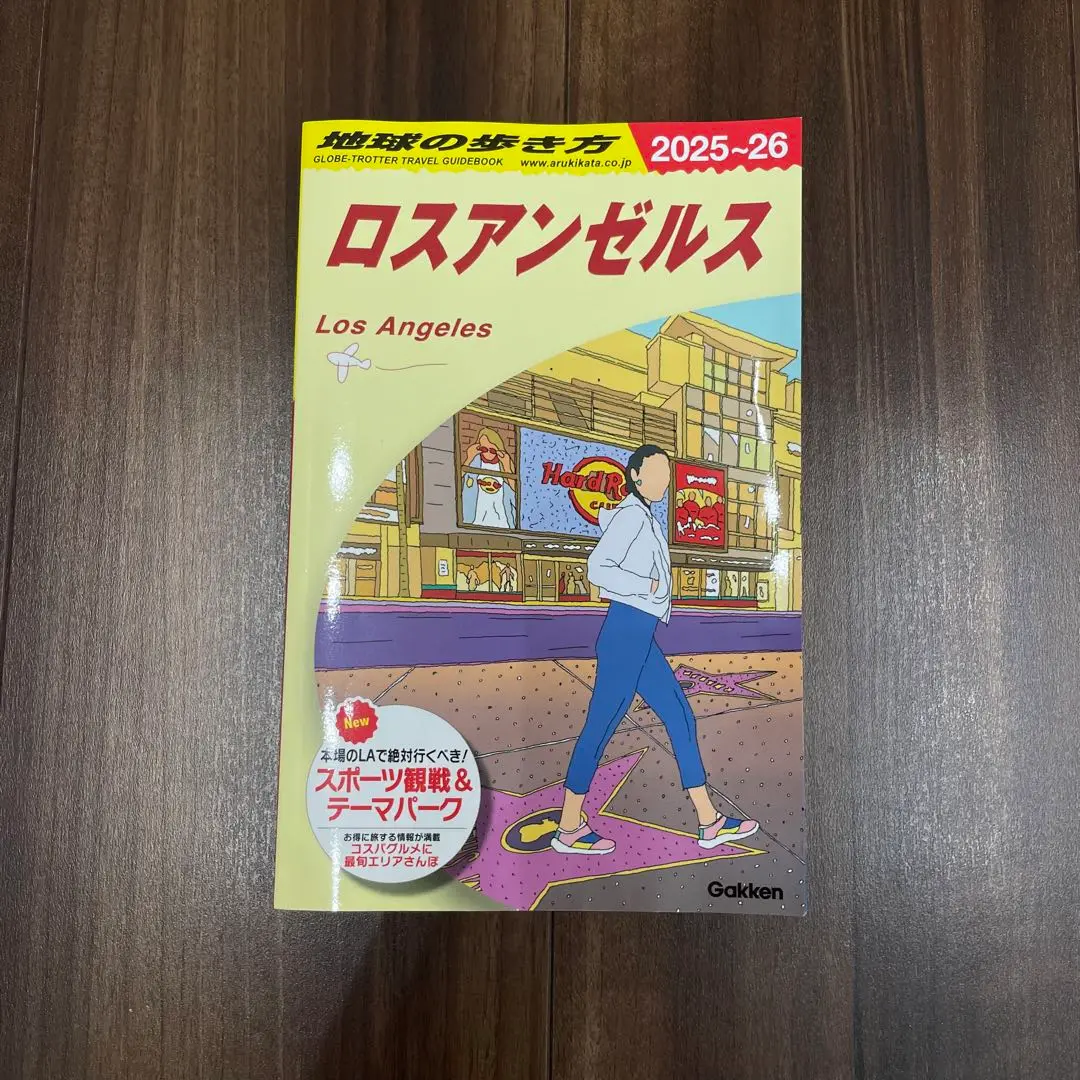 地球の歩き方
GLOBE-TROTTER TRAVEL GUIDEBOOK www.arukikata.co.jp
2025~26
ロスアンゼルス
Los Angeles
Hard R
New
本場のLAで絶対行くべき!
スポーツ観戦&
テーマパーク
お得に旅する情報が満載
コスパグルメに
最旬エリアさんぽ
Gakken